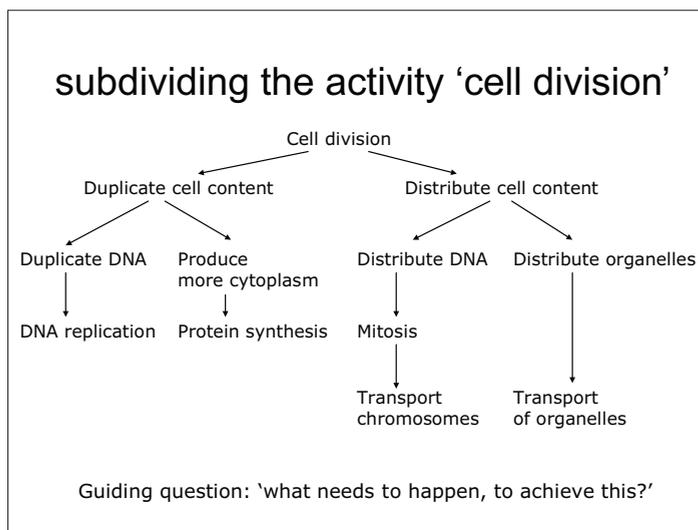 subdividing the activity ‘cell division’
Cell division
Duplicate cell content
Distribute cell content
Duplicate DNA
Produce
more cytoplasm
Distribute DNA
Distribute organelles
DNA replication
Protein synthesis
Mitosis
Transport
chromosomes
Transport
of organelles
Guiding question: ‘what needs to happen, to achieve this?’